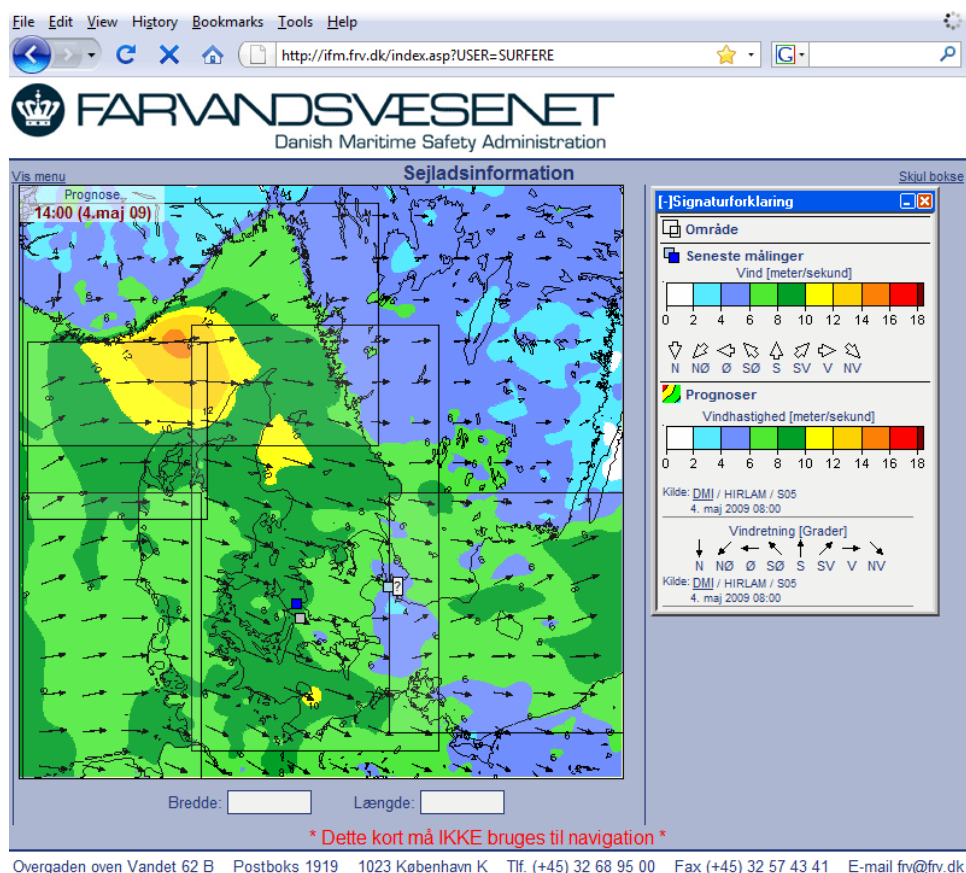 File Edit View History Bookmarks Tools Help
http://ifm.frv.dk/index.asp?USER=SURFERE
G
FARVANDSVÆSENET
Danish Maritime Safety Administration
Vis menu
Sejladsinformation
Skjul bokse
Prognose
14:00 (4.maj 09)
[-]Signaturforklaring
Område
Seneste målinger
Vind [meter/sekund]
0 2 4 6 8 10 12 14 16 18
N NØ Ø SØ S SV V NV
Prognoser
Vindhastighed [meter/sekund]
0 2 4 6 8 10 12 14 16 18
Kilde: DMI / HIRLAM / S05
4. maj 2009 08:00
Vindretning [Grader]
N NØ Ø SØ S SV V NV
Kilde: DMI / HIRLAM / S05
4. maj 2009 08:00
?
Bredde: Længde:
* Dette kort må IKKE bruges til navigation *
Overgaden oven Vandet 62 B Postboks 1919 1023 København K Tlf. (+45) 32 68 95 00 Fax (+45) 32 57 43 41 E-mail frv@frv.dk